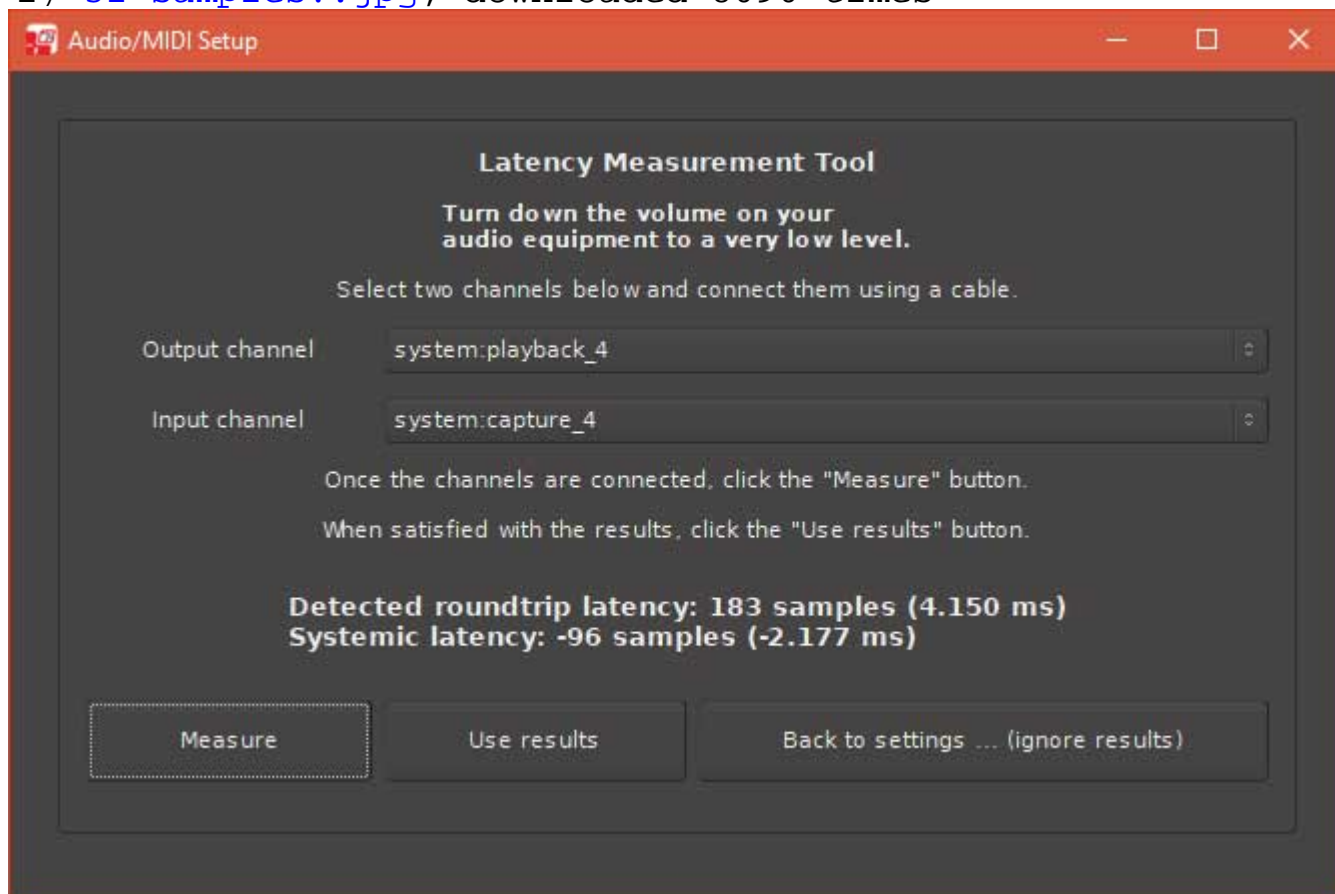 Audio/MIDI Setup
Latency Measurement Tool
Turn down the volume on your
audio equipment to a very low level.
Select two channels below and connect them using a cable.
Output channel system:playback_4
Input channel system:capture_4
Once the channels are connected, click the "Measure" button.
When satisfied with the results, click the "Use results" button.
Detected roundtrip latency: 183 samples (4.150 ms)
Systemic latency: -96 samples (-2.177 ms)
Measure Use results Back to settings ... (ignore results)